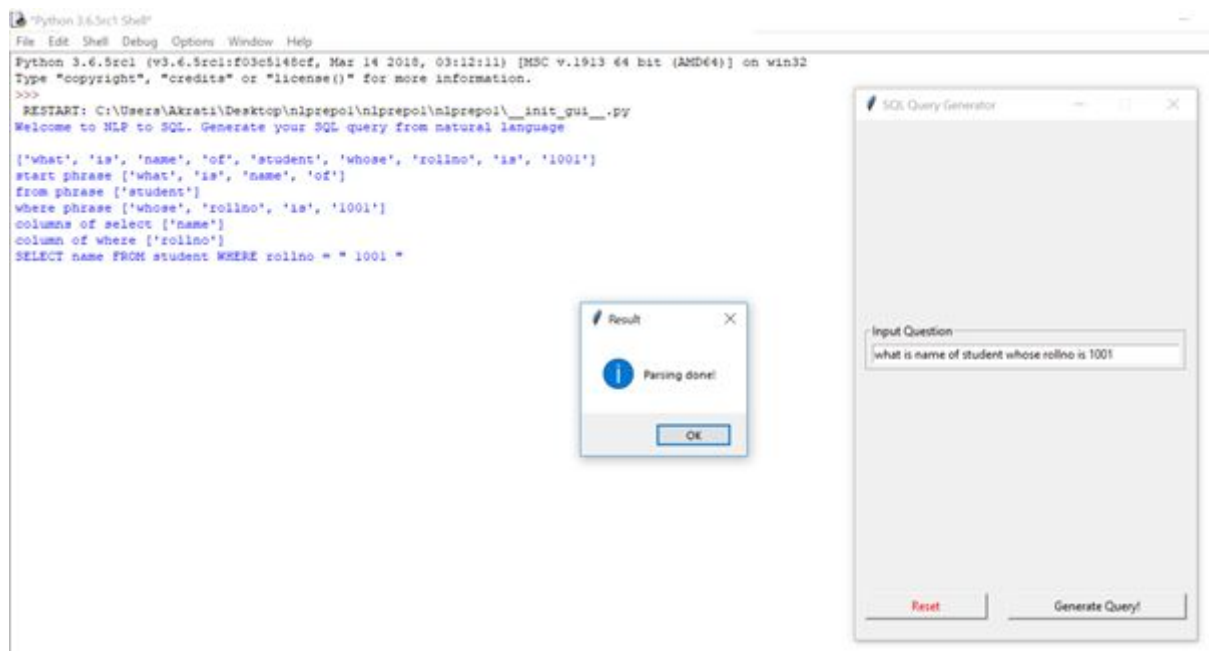 *Python 3.6.5rc1 Shell*
File Edit Shell Debug Options Window Help
Python 3.6.5rc1 (v3.6.5rc1:f03c5148cf, Mar 14 2018, 03:12:11) [MSC v.1913 64 bit (AMD64)] on win32
Type "copyright", "credits" or "license()" for more information.
>>>
RESTART: C:\Users\Akrati\Desktop\nlprepol\nlprepol\nlprepol\__init_gui__.py
Welcome to NLP to SQL. Generate your SQL query from natural language
['what', 'is', 'name', 'of', 'student', 'whose', 'rollno', 'is', '1001']
start phrase ['what', 'is', 'name', 'of']
from phrase ['student']
where phrase ['whose', 'rollno', 'is', '1001']
columns of select ['name']
column of where ['rollno']
SELECT name FROM student WHERE rollno = " 1001 "
Result
Parsing done!
OK
SQL Query Generator
Input Question
what is name of student whose rollno is 1001
Reset Generate Query!